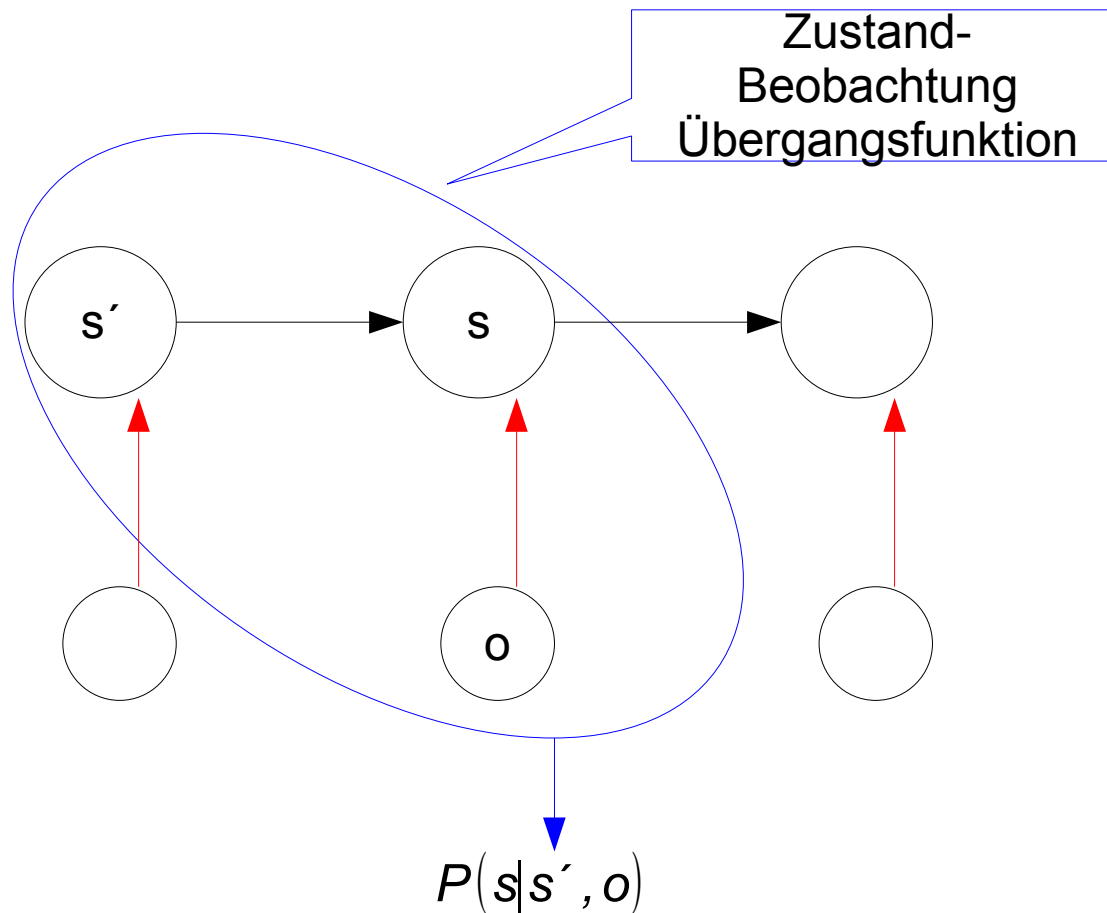 Zustand-
Beobachtung
Übergangsfunktion
s´
s
o
P(s|s´,o)